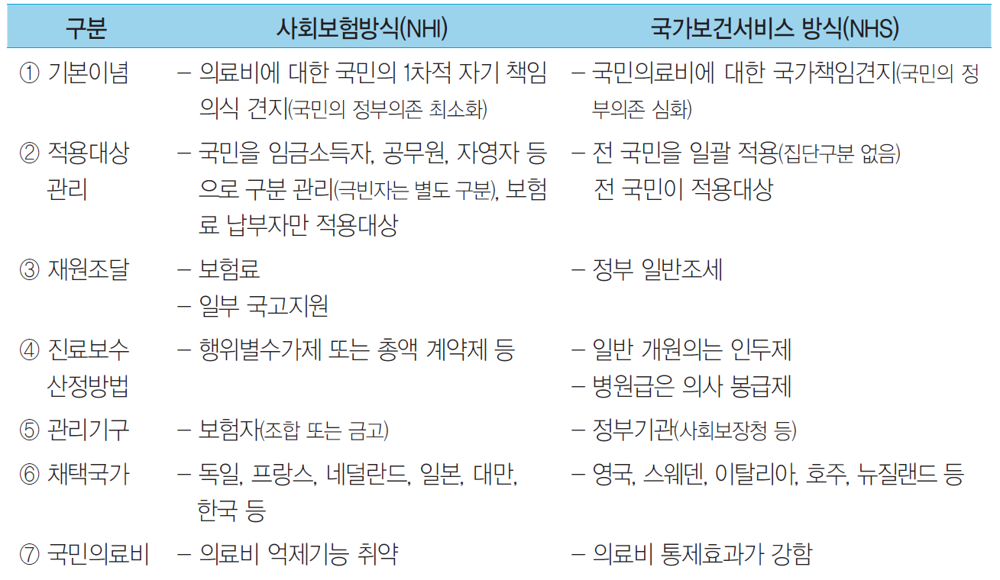 구분 사회보험방식(NHI) 국가보건서비스 방식(NHS)
① 기본이념 – 의료비에 대한 국민의 1차적 자기 책임 – 국민의료비에 대한 국가책임견지(국민의 정
의식 견지(국민의 정부의존 최소화) 부의존 심화)
② 적용대상 – 국민을 임금소득자, 공무원, 자영자 등 – 전 국민을 일괄 적용(집단구분 없음)
관리 으로 구분 관리(극빈자는 별도 구분), 보험 전 국민이 적용대상
료 납부자만 적용대상
③ 재원조달 – 보험료 – 정부 일반조세
– 일부 국고지원
④ 진료보수 – 행위별수가제 또는 총액 계약제 등 – 일반 개원의는 인두제
산정방법 – 병원급은 의사 봉급제
⑤ 관리기구 – 보험자(조합 또는 금고) – 정부기관(사회보장청 등)
⑥ 채택국가 – 독일, 프랑스, 네덜란드, 일본, 대만, – 영국, 스웨덴, 이탈리아, 호주, 뉴질랜드 등
한국 등
⑦ 국민의료비 – 의료비 억제기능 취약 – 의료비 통제효과가 강함